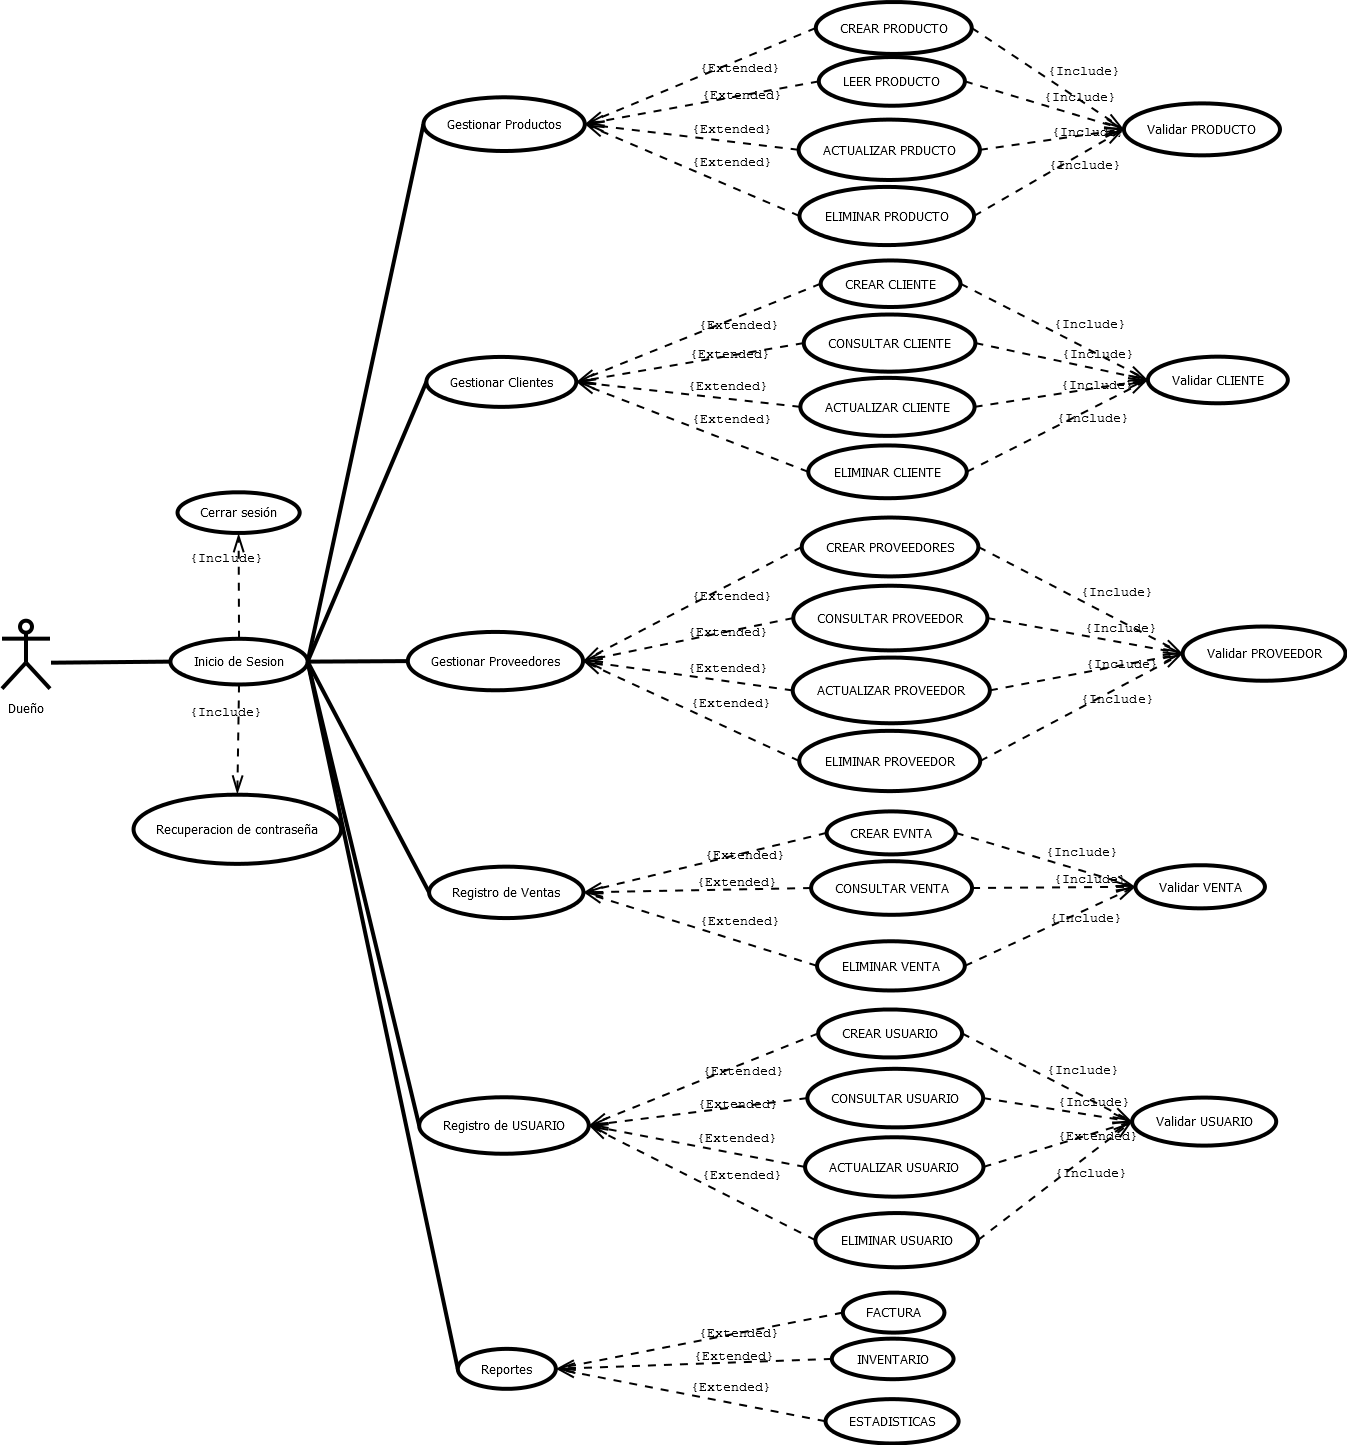 CREAR PRODUCTO
{Extended}
{Include}
LEER PRODUCTO
{Extended}
{Include}
Gestionar Productos
Validar PRODUCTO
{Extended}
{Include}
ACTUALIZAR PRDUCTO
{Extended}
{Include}
ELIMINAR PRODUCTO
CREAR CLIENTE
{Extended}
{Include}
CONSULTAR CLIENTE
{Extended}
{Include}
Gestionar Clientes
Validar CLIENTE
{Extended}
{Include}
ACTUALIZAR CLIENTE
{Extended}
{Include}
ELIMINAR CLIENTE
Cerrar sesión
{Include}
CREAR PROVEEDORES
{Extended}
{Include}
CONSULTAR PROVEEDOR
{Extended}
{Include}
Inicio de Sesion
Gestionar Proveedores
Validar PROVEEDOR
{Extended}
{Include}
ACTUALIZAR PROVEEDOR
{Extended}
{Include}
Dueño
{Include}
ELIMINAR PROVEEDOR
Recuperacion de contraseña
CREAR EVNTA
{Extended}
{Include}
{Extended}
{Include}
Registro de Ventas
CONSULTAR VENTA
Validar VENTA
{Extended}
{Include}
ELIMINAR VENTA
CREAR USUARIO
{Extended}
{Include}
CONSULTAR USUARIO
{Extended}
{Include}
Registro de USUARIO
Validar USUARIO
{Extended}
{Extended}
ACTUALIZAR USUARIO
{Extended}
{Include}
ELIMINAR USUARIO
FACTURA
{Extended}
INVENTARIO
{Extended}
Reportes
{Extended}
ESTADISTICAS